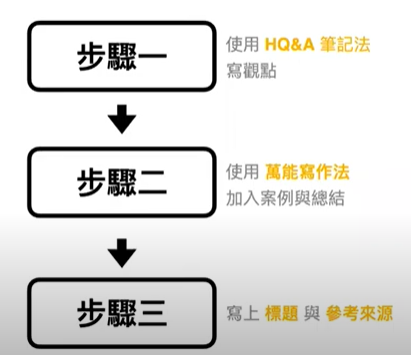 步驟一
使用 HQ&A 筆記法
寫觀點
步驟二
使用 萬能寫作法
加入案例與總結
步驟三
寫上 標題 與 參考來源